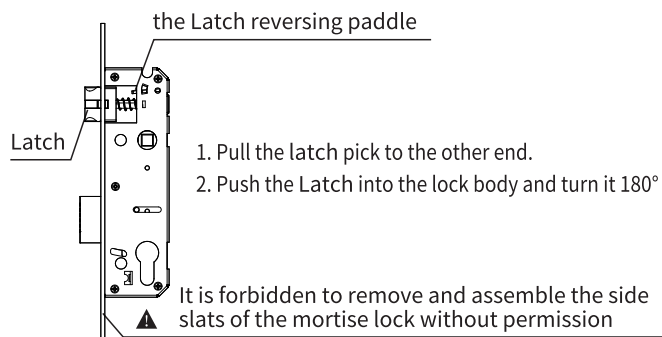 the Latch reversing paddle
Latch
1. Pull the latch pick to the other end.
2. Push the Latch into the lock body and turn it 180°
It is forbidden to remove and assemble the side
slats of the mortise lock without permission